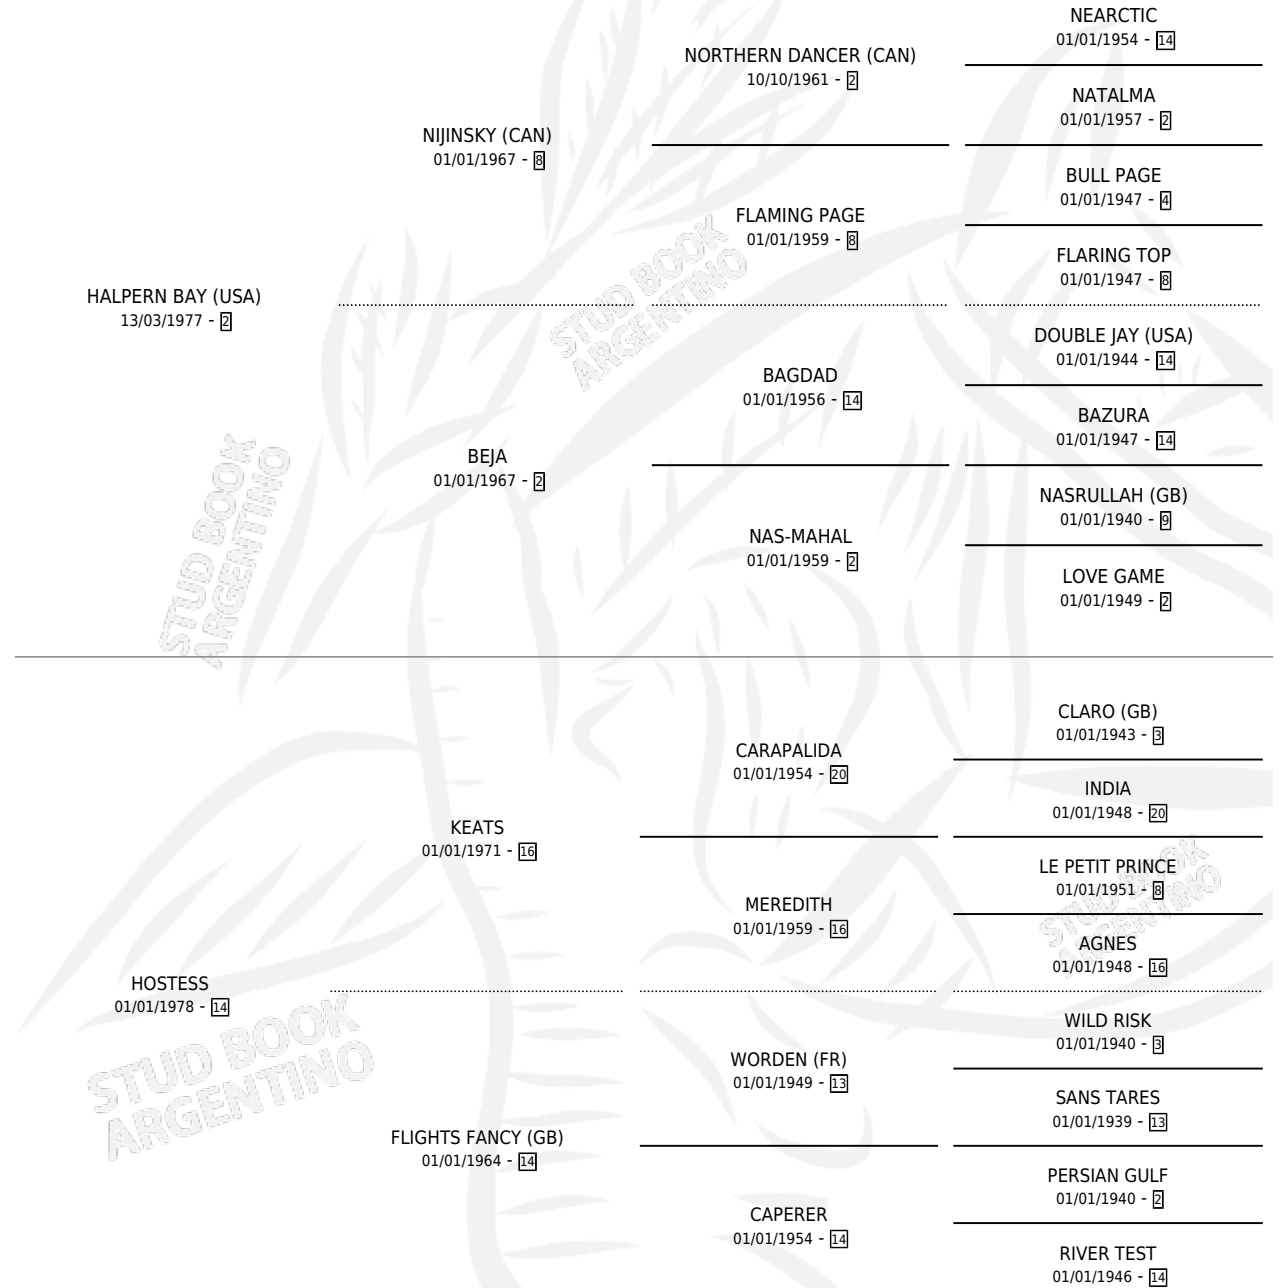 NEARCTIC
01/01/1954 - 14
NORTHERN DANCER (CAN)
10/10/1961 - 2
NATALMA
01/01/1957 - 2
NIJINSKY (CAN)
01/01/1967 - 8
BULL PAGE
01/01/1947 - 4
FLAMING PAGE
01/01/1959 - 8
FLARING TOP
01/01/1947 - 8
HALPERN BAY (USA)
13/03/1977 - 2
DOUBLE JAY (USA)
01/01/1944 - 14
BAGDAD
01/01/1956 - 14
BAZURA
01/01/1947 - 14
BEJA
01/01/1967 - 2
NASRULLAH (GB)
01/01/1940 - 9
NAS-MAHAL
01/01/1959 - 2
LOVE GAME
01/01/1949 - 2
CLARO (GB)
01/01/1943 - 3
CARAPALIDA
01/01/1954 - 20
INDIA
01/01/1948 - 20
KEATS
01/01/1971 - 16
LE PETIT PRINCE
01/01/1951 - 8
MEREDITH
01/01/1959 - 16
AGNES
01/01/1948 - 16
HOSTESS
01/01/1978 - 14
WILD RISK
01/01/1940 - 3
WORDEN (FR)
01/01/1949 - 13
SANS TARES
01/01/1939 - 13
FLIGHTS FANCY (GB)
01/01/1964 - 14
PERSIAN GULF
01/01/1940 - 2
CAPERER
01/01/1954 - 14
RIVER TEST
01/01/1946 - 14
STUD BOOK
ARGENTINO
STUD BOOK
ARGENTINO
STUD BOOK
ARGENTINO
STUD BOOK
ARGENTINO